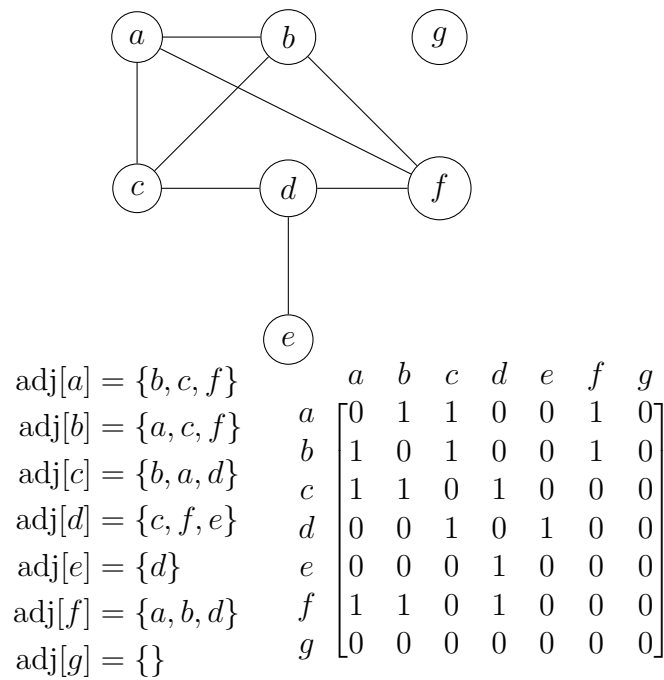 a b g
c d f
e
adj[a] = {b, c, f}
adj[b] = {a, c, f}
adj[c] = {b, a, d}
adj[d] = {c, f, e}
adj[e] = {d}
adj[f] = {a, b, d}
adj[g] = {}
a b c d e f g
a 0 1 1 0 0 1 0
b 1 0 1 0 0 1 0
c 1 1 0 1 0 0 0
d 0 0 1 0 1 0 0
e 0 0 0 1 0 0 0
f 1 1 0 1 0 0 0
g 0 0 0 0 0 0 0